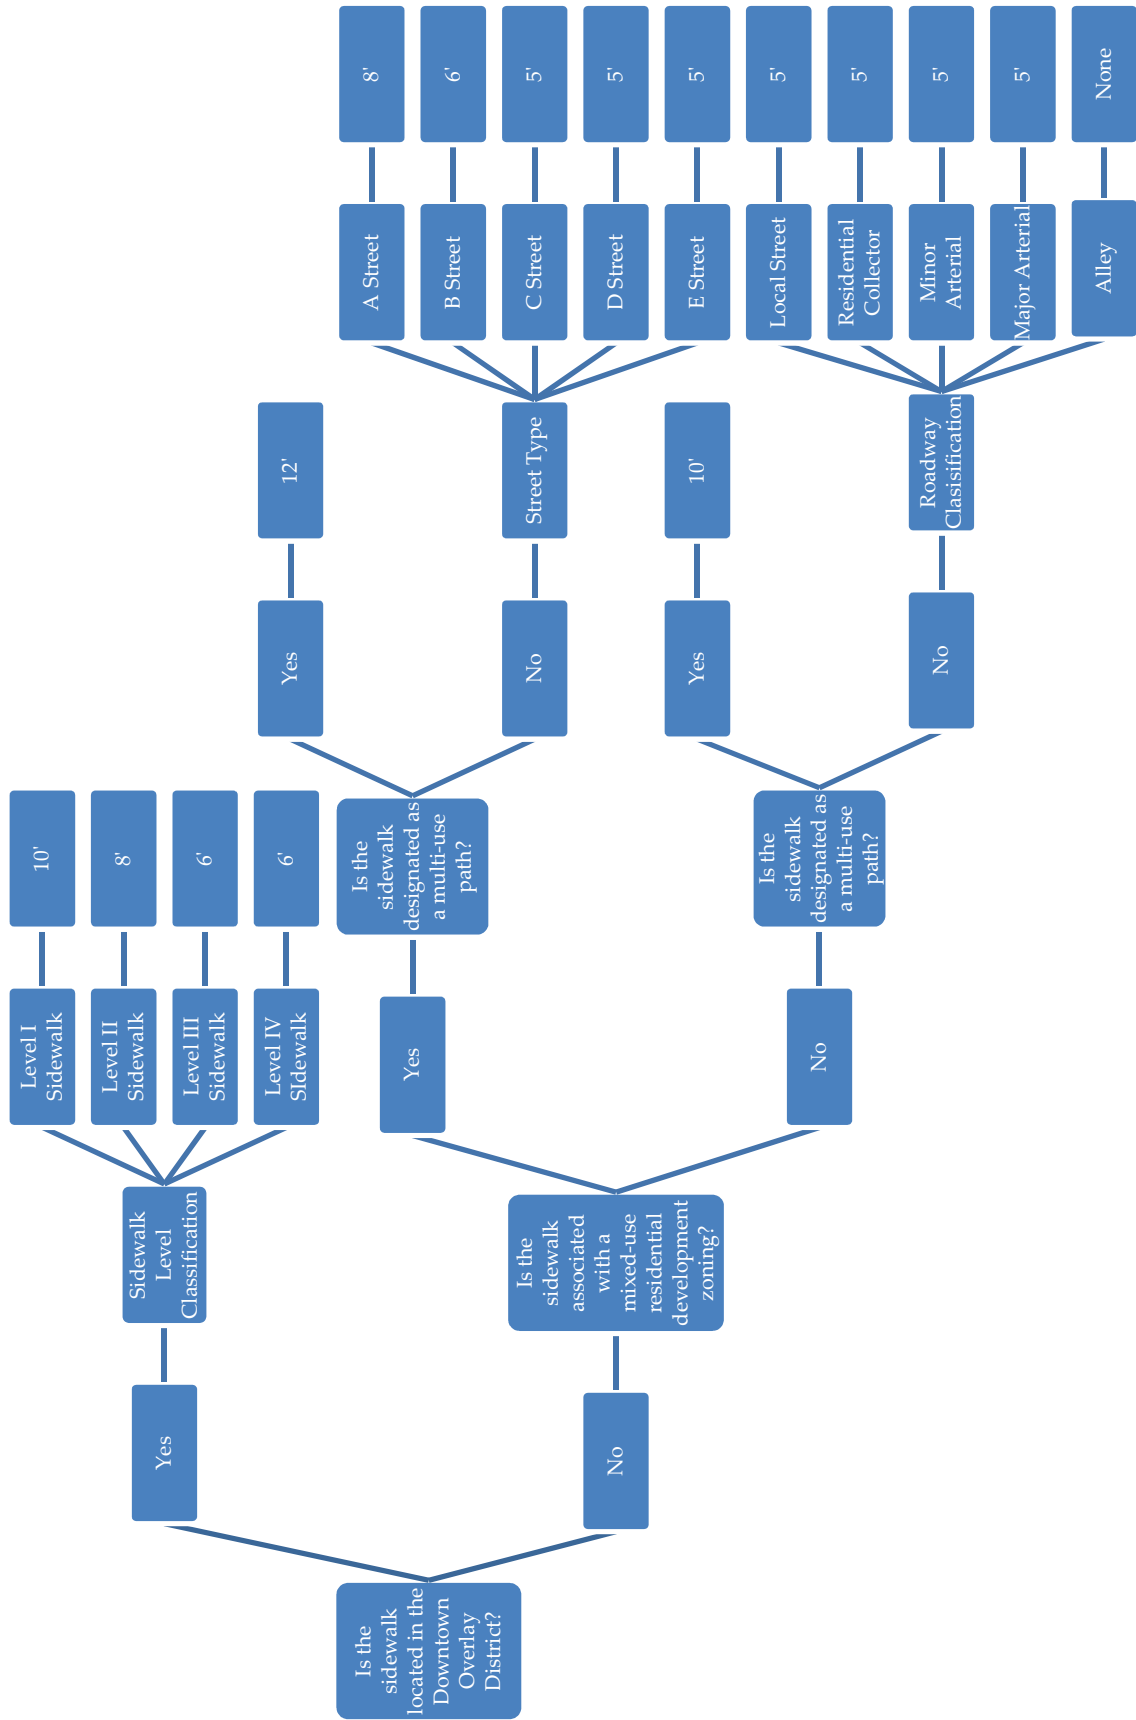 Is the
sidewalk
located in the
Downtown
Overlay
District?
Yes
Sidewalk
Level
Classification
Level I
Sidewalk
10'
Level II
Sidewalk
8'
Level III
Sidewalk
6'
Level IV
SIdewalk
6'
No
Is the
sidewalk
associated
with a
mixed-use
residential
development
zoning?
Yes
Is the
sidewalk
designated as
a multi-use
path?
Yes
12'
No
Street Type
A Street
8'
B Street
6'
C Street
5'
D Street
5'
E Street
5'
No
Is the
sidewalk
designated as
a multi-use
path?
Yes
10'
No
Roadway
Clasisification
Local Street
5'
Residential
Collector
5'
Minor
Arterial
5'
Major Arterial
5'
Alley
None